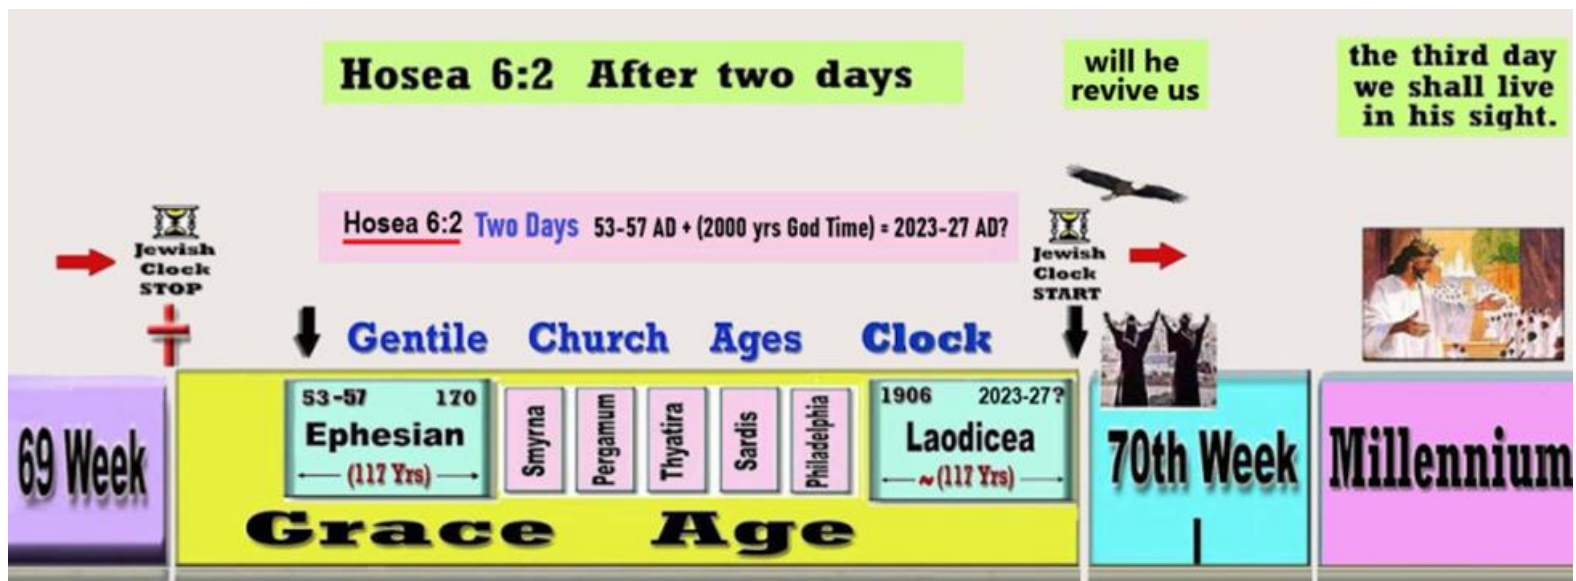 Hosea 6:2 After two days
will he
revive us
the third day
we shall live
in his sight.
Hosea 6:2 Two Days 53-57 AD + (2000 yrs God Time) = 2023-27 AD?
Jewish
Clock
STOP
Jewish
Clock
START
Gentile Church Ages Clock
69 Week
53-57 170
Ephesian
(117 Yrs)
Smyrna
Pergamum
Thyatira
Sardis
Philadelphia
1906 2023-27?
Laodicea
~(117 Yrs)
Grace Age
70th Week
Millennium